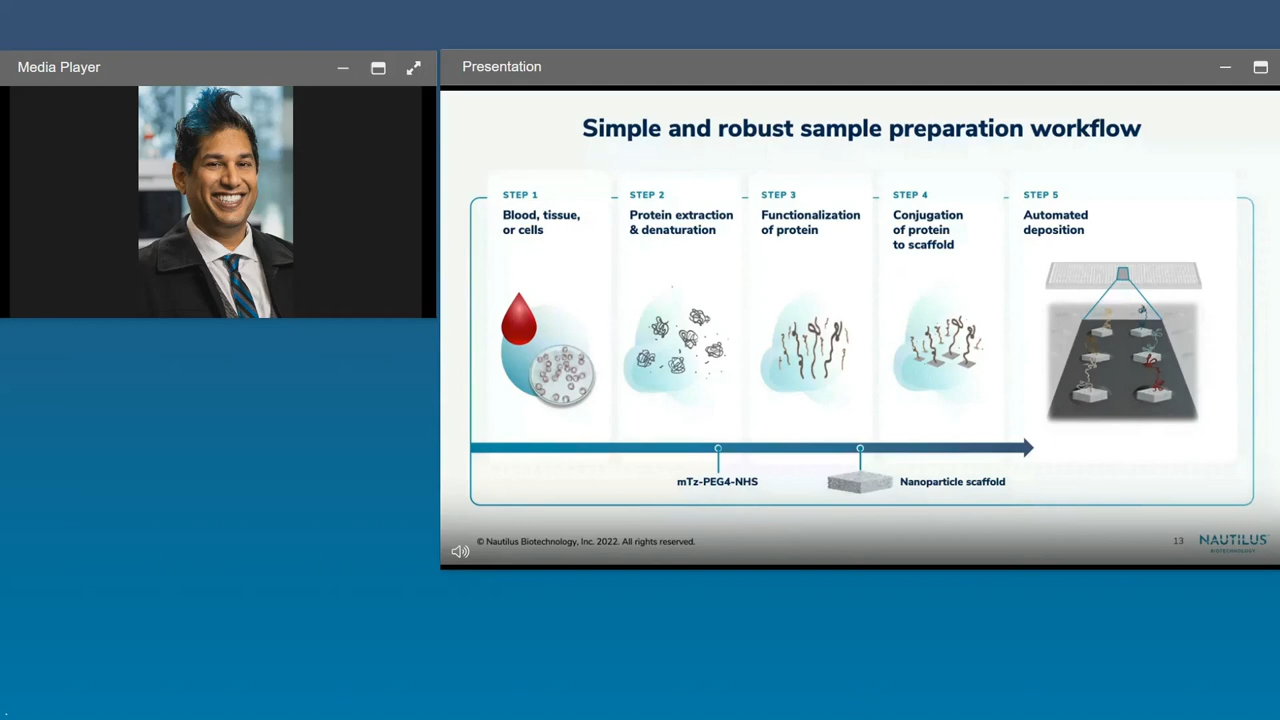 Media Player
Presentation
Simple and robust sample preparation workflow
STEP 1
Blood, tissue,
or cells
STEP 2
Protein extraction
& denaturation
STEP 3
Functionalization
of protein
STEP 4
Conjugation
of protein
to scaffold
STEP 5
Automated
deposition
mTz-PEG4-NHS
Nanoparticle scaffold
© Nautilus Biotechnology, Inc. 2022. All rights reserved.
13
NAUTILUS
BIOTECHNOLOGY